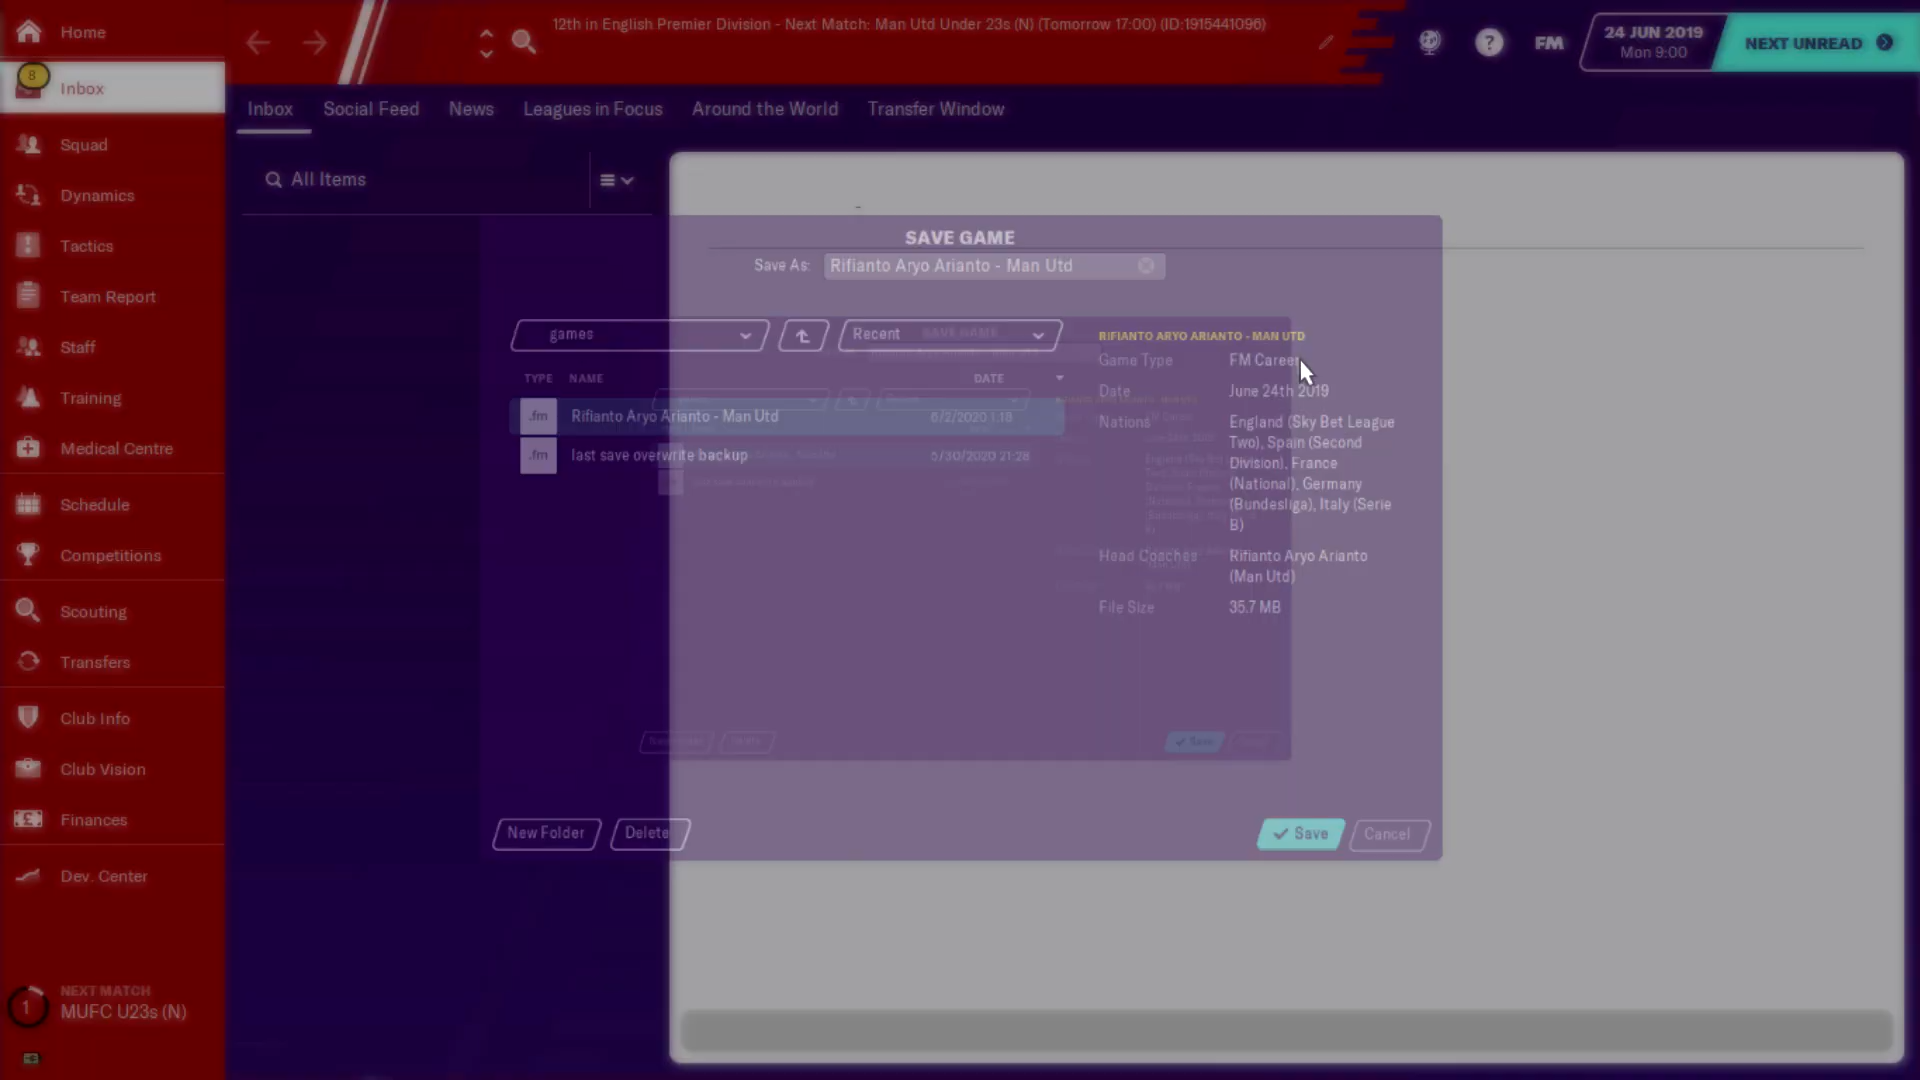 Home
8
Inbox
Squad
Dynamics
Tactics
Team Report
Staff
Training
Medical Centre
Schedule
Competitions
Scouting
Transfers
Club Info
Club Vision
Finances
Dev. Center
1
NEXT MATCH
MUFC U23s (N)
12th in English Premier Division - Next Match: Man Utd Under 23s (N) (Tomorrow 17:00) (ID:1915441096)
?
FM
24 JUN 2019
Mon 9:00
NEXT UNREAD
Inbox
Social Feed
News
Leagues in Focus
Around the World
Transfer Window
All Items
SAVE GAME
Save As:
Rifianto Aryo Arianto - Man Utd
games
Recent
SAVE GAME
TYPE
NAME
DATE
.fm
Rifianto Aryo Arianto - Man Utd
6/2/2020 1:18
.fm
last save overwrite backup
5/30/2020 21:28
RIFIANTO ARYO ARIANTO - MAN UTD
Game Type
FM Career
Date
June 24th 2019
Nations
England (Sky Bet League
Two), Spain (Second
Division), France
(National), Germany
(Bundesliga), Italy (Serie
B)
Head Coaches
Rifianto Aryo Arianto
(Man Utd)
File Size
35.7 MB
Save
New Folder
Delete
Save
Cancel